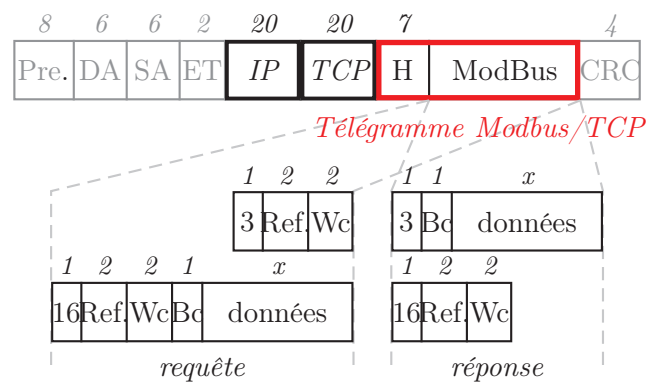 8 6 6 2 20 20 7 4
Pre. DA SA ET IP TCP H ModBus CRC
Télégramme Modbus/TCP
1 2 2 1 1 x
3 Ref. Wc 3 Bc données
1 2 2 1 x 1 2 2
16 Ref. Wc Bc données 16 Ref. Wc
requête réponse